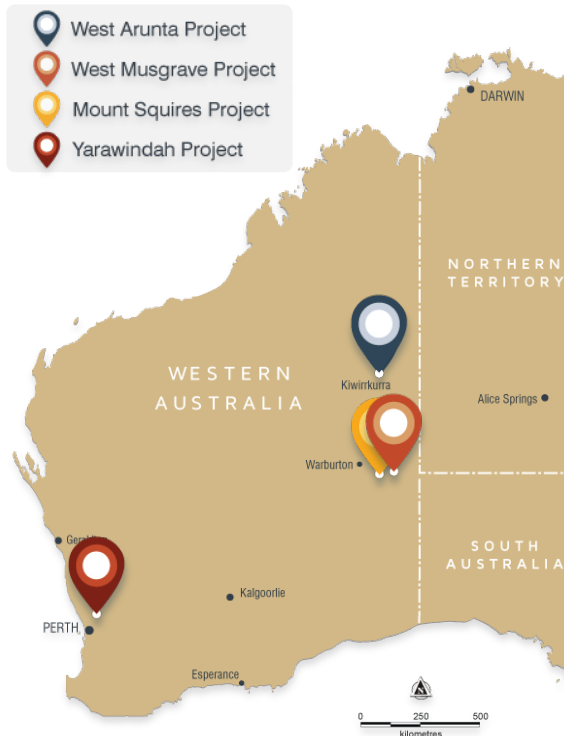 West Arunta Project
West Musgrave Project
Mount Squires Project
Yarawindah Project
DARWIN
NORTHERN
TERRITORY
WESTERN
AUSTRALIA
Kiwirrkurra
Alice Springs
Warburton
SOUTH
AUSTRALIA
Kalgoorlie
PERTH
Esperance
0 250 500
kilometres